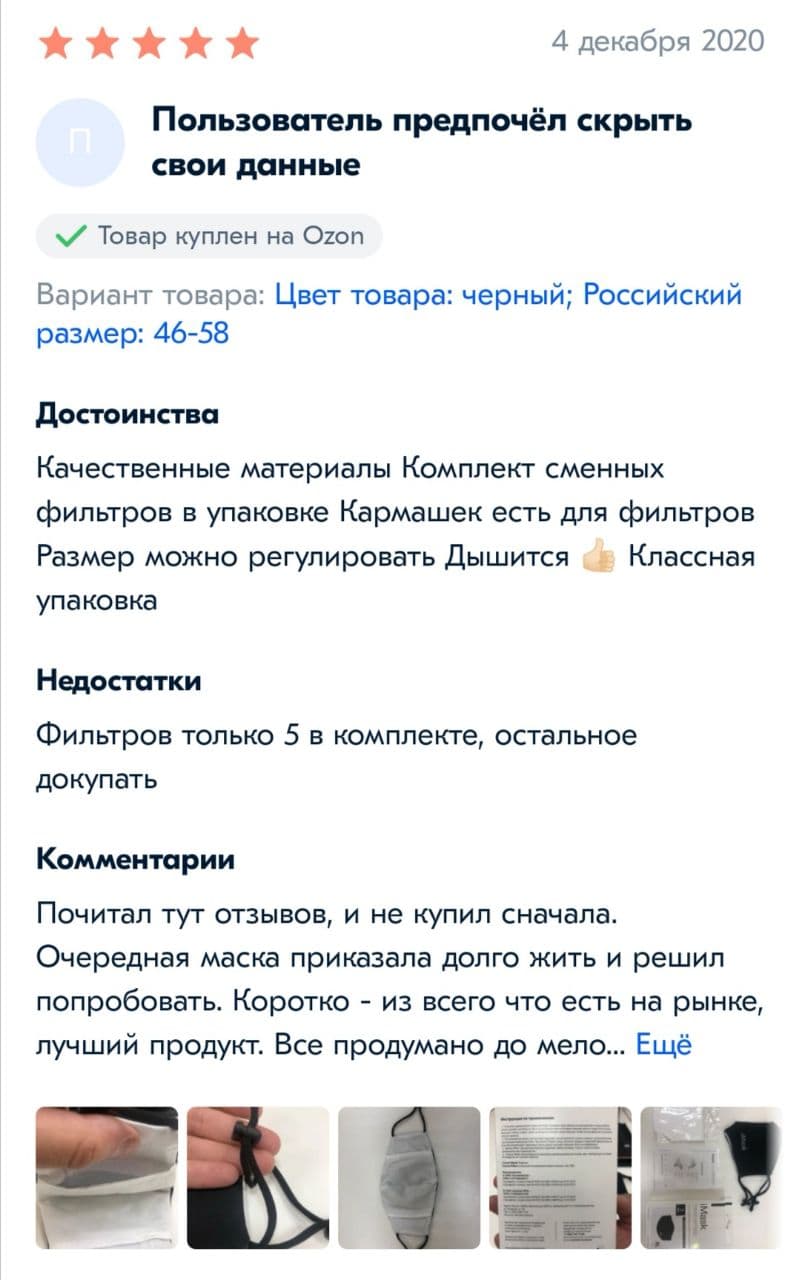 4 декабря 2020
П
Пользователь предпочёл скрыть
свои данные
Товар куплен на Ozon
Вариант товара: Цвет товара: черный; Российский
размер: 46-58
Достоинства
Качественные материалы Комплект сменных
фильтров в упаковке Кармашек есть для фильтров
Размер можно регулировать Дышится 👍🏻 Классная
упаковка
Недостатки
Фильтров только 5 в комплекте, остальное
докупать
Комментарии
Почитал тут отзывов, и не купил сначала.
Очередная маска приказала долго жить и решил
попробовать. Коротко - из всего что есть на рынке,
лучший продукт. Все продумано до мело... Ещё
iMask